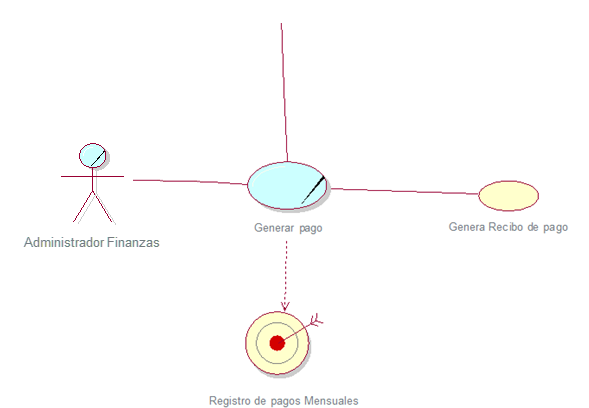 Administrador Finanzas
Generar pago
Genera Recibo de pago
Registro de pagos Mensuales